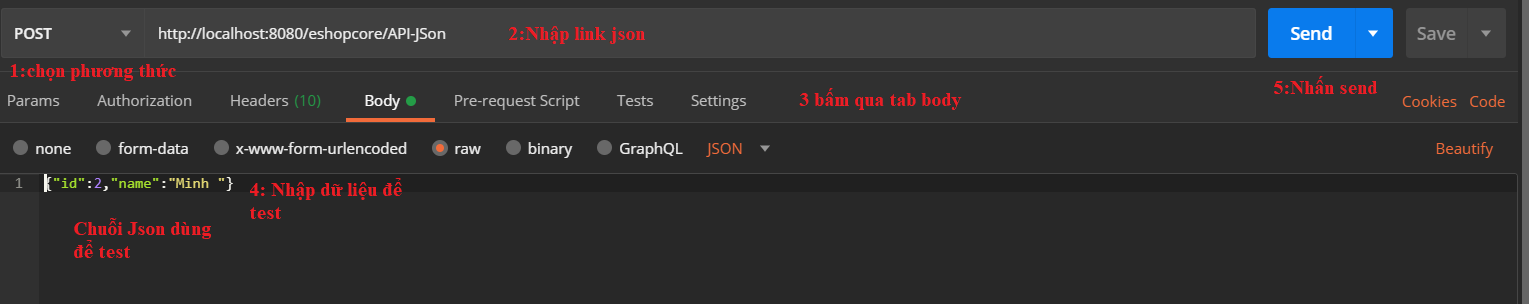 POST
http://localhost:8080/eshopcore/API-JSon
2:Nhập link json
Send
Save
1:chọn phương thức
Params
Authorization
Headers (10)
Body
Pre-request Script
Tests
Settings
3 bấm qua tab body
5:Nhấn send
Cookies
Code
none
form-data
x-www-form-urlencoded
raw
binary
GraphQL
JSON
Beautify
1
{"id":2,"name":"Minh "}
4: Nhập dữ liệu để
test
Chuỗi Json dùng
để test